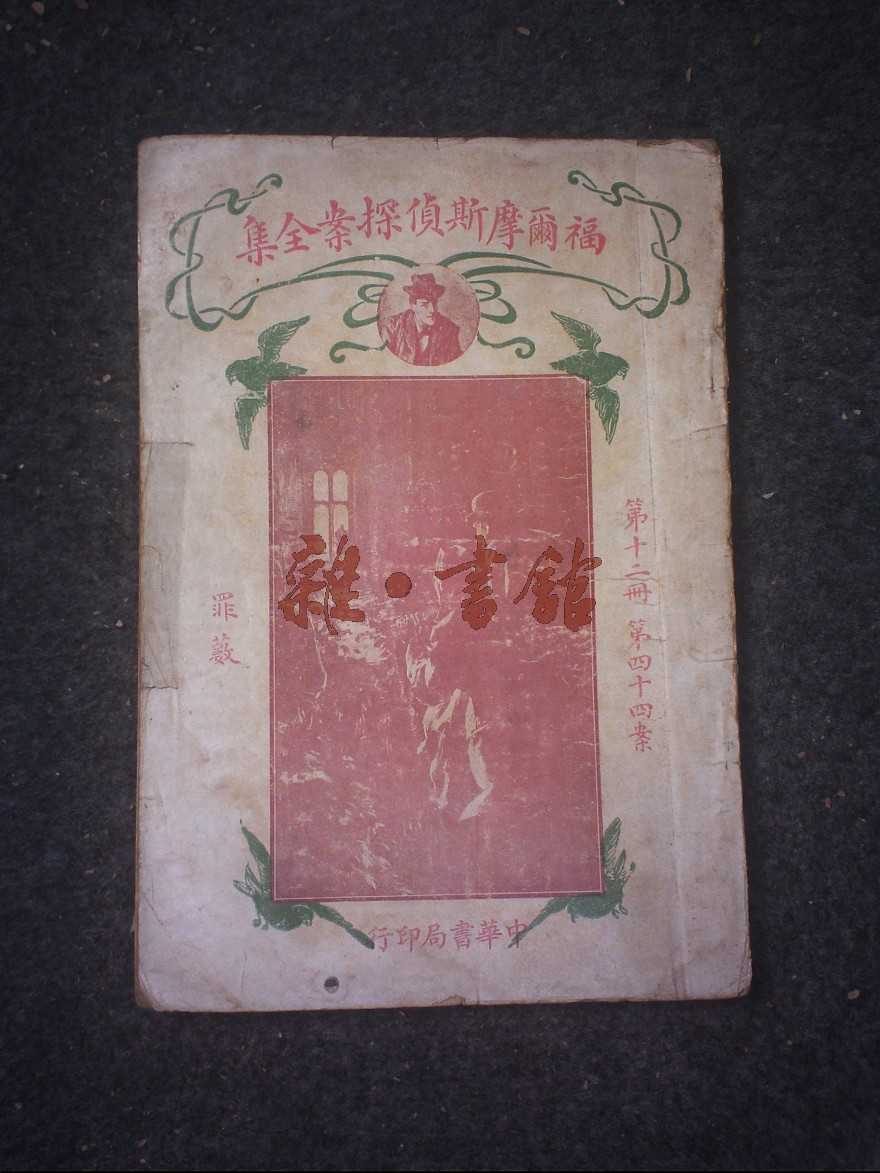 福爾摩斯偵探案全集
第十二冊 第四十四案
罪藪
雜·書館
中華書局印行